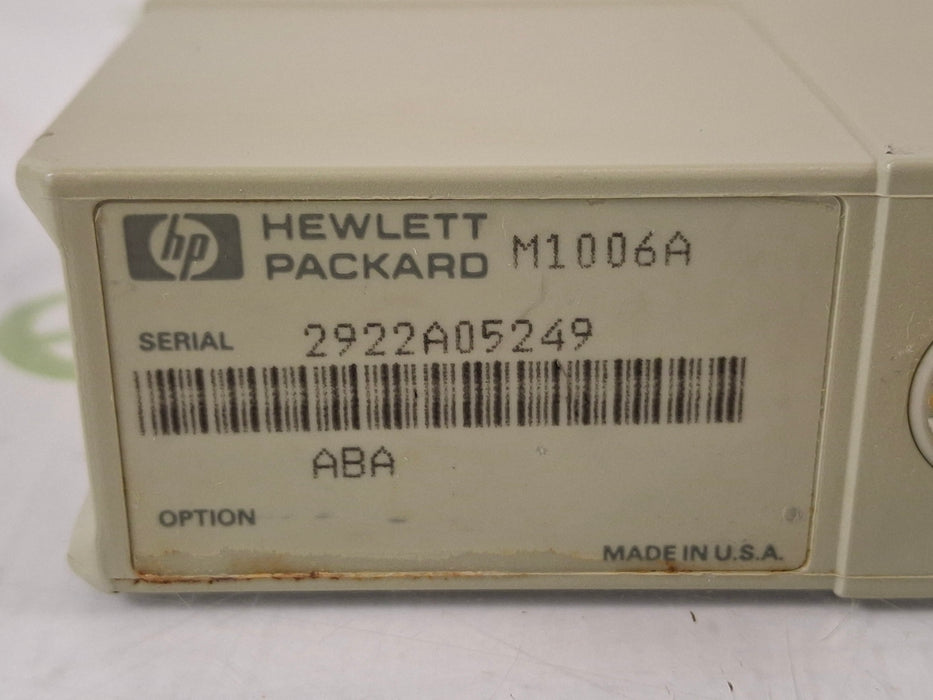 hp HEWLETT
PACKARD M1006A
SERIAL 2922A05249
ABA
OPTION
MADE IN U.S.A.